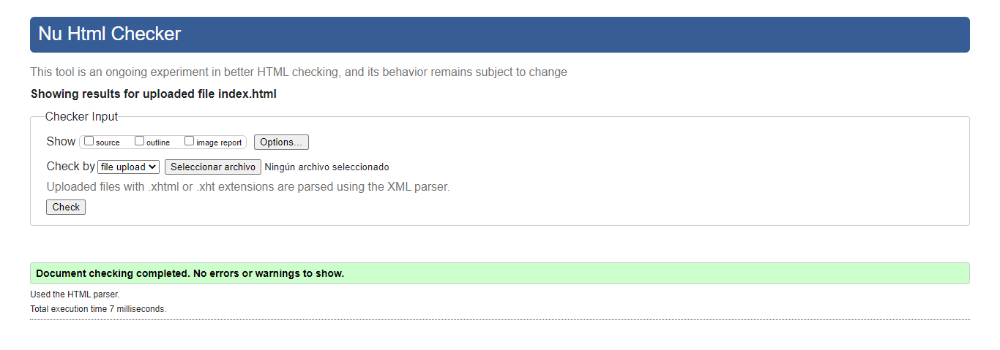 Nu Html Checker
This tool is an ongoing experiment in better HTML checking, and its behavior remains subject to change
Showing results for uploaded file index.html
Checker Input
Show source outline image report Options...
Check by file upload Seleccionar archivo Ningún archivo seleccionado
Uploaded files with .xhtml or .xht extensions are parsed using the XML parser.
Check
Document checking completed. No errors or warnings to show.
Used the HTML parser.
Total execution time 7 milliseconds.